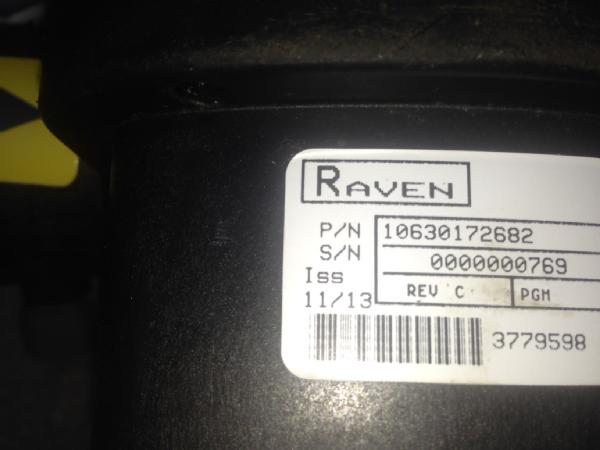 RAVEN
P/N 10630172682
S/N 0000000769
Iss
11/13 REV C PGM
3779598